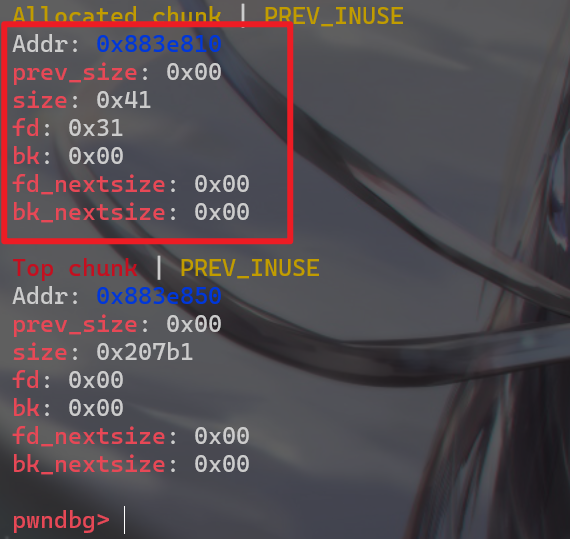 Allocated chunk | PREV_INUSE
Addr: 0x883e810
prev_size: 0x00
size: 0x41
fd: 0x31
bk: 0x00
fd_nextsize: 0x00
bk_nextsize: 0x00
Top chunk | PREV_INUSE
Addr: 0x883e850
prev_size: 0x00
size: 0x207b1
fd: 0x00
bk: 0x00
fd_nextsize: 0x00
bk_nextsize: 0x00
pwndbg>